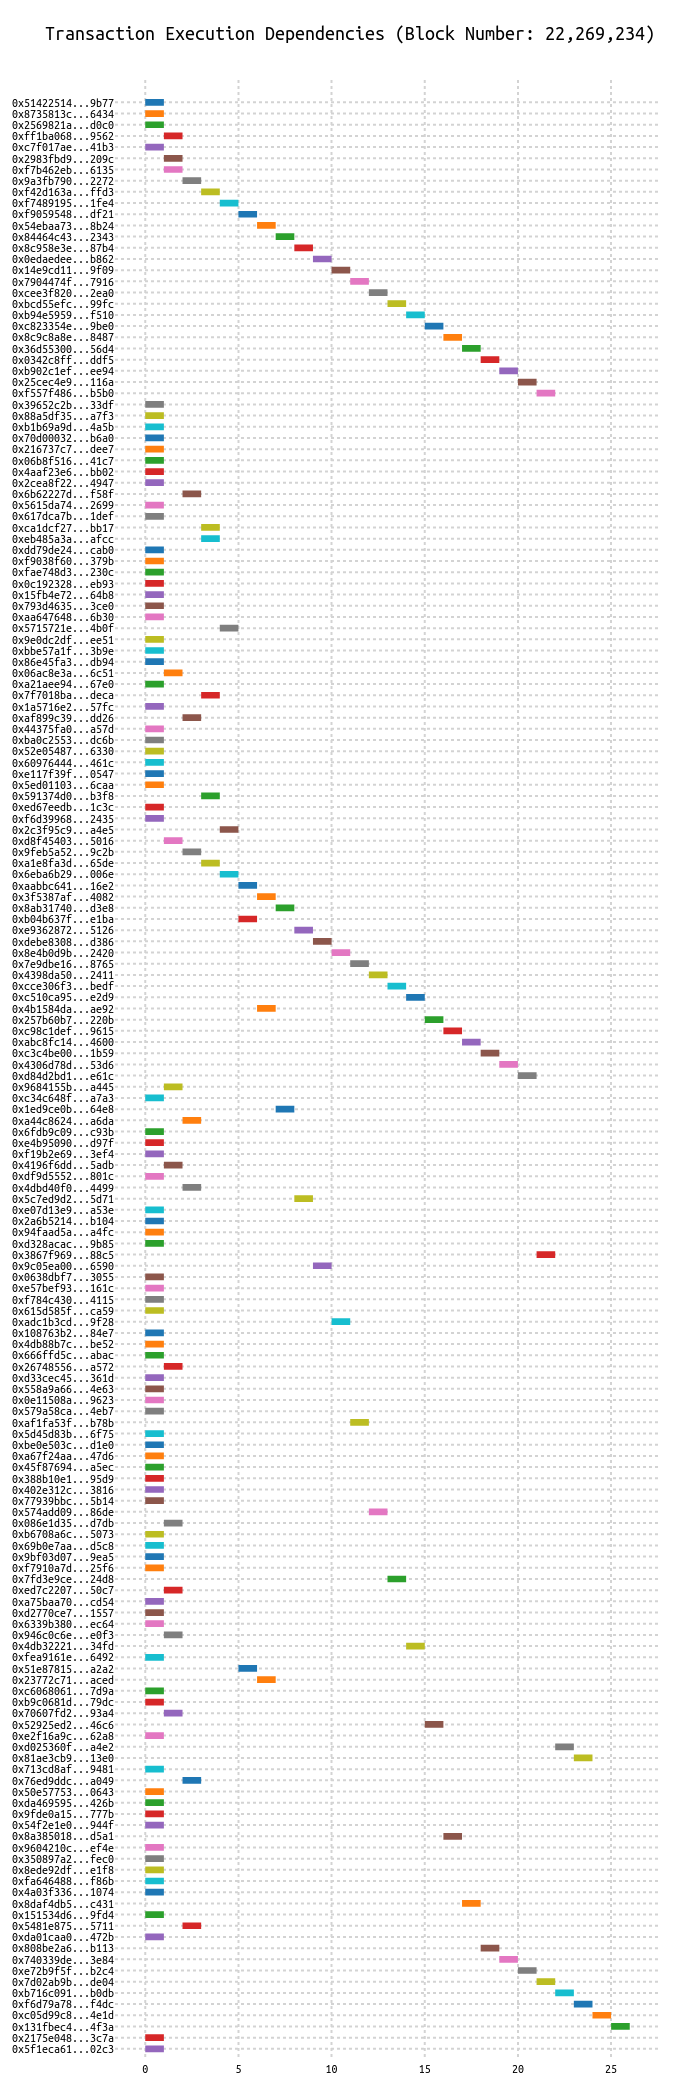 Transaction Execution Dependencies (Block Number: 22,269,234)
0x51422514...9b77
0x8735813c...6434
0x2569821a...d0c0
0xff1ba068...9562
0xc7f017ae...41b3
0x2983fbd9...209c
0xf7b462eb...6135
0x9a3fb790...2272
0xf42d163a...ffd3
0xf7489195...1fe4
0xf9059548...df21
0x54ebaa73...8b24
0x84464c43...2343
0x8c958e3e...87b4
0x0edaedee...b862
0x14e9cd11...9f09
0x7904474f...7916
0xcee3f820...2ea0
0xbcd55efc...99fc
0xb94e5959...f510
0xc823354e...9be0
0x8c9c8a8e...8487
0x36d55300...56d4
0x0342c8ff...ddf5
0xb902c1ef...ee94
0x25cec4e9...116a
0xf557f486...b5b0
0x39652c2b...33df
0x88a5df35...a7f3
0xb1b69a9d...4a5b
0x70d00032...b6a0
0x216737c7...dee7
0x06b8f516...41c7
0x4aaf23e6...bb02
0x2cea8f22...4947
0x6b62227d...f58f
0x5615da74...2699
0x617dca7b...1def
0xca1dcf27...bb17
0xeb485a3a...afcc
0xdd79de24...cab0
0xf9038f60...379b
0xfae748d3...230c
0x0c192328...eb93
0x15fb4e72...64b8
0x793d4635...3ce0
0xaa647648...6b30
0x5715721e...4b0f
0x9e0dc2df...ee51
0xbbe57a1f...3b9e
0x86e45fa3...db94
0x06ac8e3a...6c51
0xa21aee94...67e0
0x7f7018ba...deca
0x1a5716e2...57fc
0xaf899c39...dd26
0x44375fa0...a57d
0xba0c2553...dc6b
0x52e05487...6330
0x60976444...461c
0xe117f39f...0547
0x5ed01103...6caa
0x591374d0...b3f8
0xed67eedb...1c3c
0xf6d39968...2435
0x2c3f95c9...a4e5
0xd8f45403...5016
0x9feb5a52...9c2b
0xa1e8fa3d...65de
0x6eba6b29...006e
0xaabbc641...16e2
0x3f5387af...4082
0x8ab31740...d3e8
0xb04b637f...e1ba
0xe9362872...5126
0xdebe8308...d386
0x8e4b0d9b...2420
0x7e9dbe16...8765
0x4398da50...2411
0xcce306f3...bedf
0xc510ca95...e2d9
0x4b1584da...ae92
0x257b60b7...220b
0xc98c1def...9615
0xabc8fc14...4600
0xc3c4be00...1b59
0x4306d78d...53d6
0xd84d2bd1...e61c
0x9684155b...a445
0xc34c648f...a7a3
0x1ed9ce0b...64e8
0xa44c8624...a6da
0x6fdb9c09...c93b
0xe4b95090...d97f
0xf19b2e69...3ef4
0x4196f6dd...5adb
0xdf9d5552...801c
0x4dbd40f0...4499
0x5c7ed9d2...5d71
0xe07d13e9...a53e
0x2a6b5214...b104
0x94faad5a...a4fc
0xd328acac...9b85
0x3867f969...88c5
0x9c05ea00...6590
0x0638dbf7...3055
0xe57bef93...161c
0xf784c430...4115
0x615d585f...ca59
0xadc1b3cd...9f28
0x108763b2...84e7
0x4db88b7c...be52
0x666ffd5c...abac
0x26748556...a572
0xd33cec45...361d
0x558a9a66...4e63
0x0e11508a...9623
0x579a58ca...4eb7
0xaf1fa53f...b78b
0x5d45d83b...6f75
0xbe0e503c...d1e0
0xa67f24aa...47d6
0x45f87694...a5ec
0x388b10e1...95d9
0x402e312c...3816
0x77939bbc...5b14
0x574add09...86de
0x086e1d35...d7db
0xb6708a6c...5073
0x69b0e7aa...d5c8
0x9bf03d07...9ea5
0xf7910a7d...25f6
0x7fd3e9ce...24d8
0xed7c2207...50c7
0xa75baa70...cd54
0xd2770ce7...1557
0x6339b380...ec64
0x946c0c6e...e0f3
0x4db32221...34fd
0xfea9161e...6492
0x51e87815...a2a2
0x23772c71...aced
0xc6068061...7d9a
0xb9c0681d...79dc
0x70607fd2...93a4
0x52925ed2...46c6
0xe2f16a9c...62a8
0xd025360f...a4e2
0x81ae3cb9...13e0
0x713cd8af...9481
0x76ed9ddc...a049
0x50e57753...0643
0xda469595...426b
0x9fde0a15...777b
0x54f2e1e0...944f
0x8a385018...d5a1
0x9604210c...ef4e
0x350897a2...fec0
0x8ede92df...e1f8
0xfa646488...f86b
0x4a03f336...1074
0x8daf4db5...c431
0x151534d6...9fd4
0x5481e875...5711
0xda01caa0...472b
0x808be2a6...b113
0x740339de...3e84
0xe72b9f5f...b2c4
0x7d02ab9b...de04
0xb716c091...b0db
0xf6d79a78...f4dc
0xc05d99c8...4e1d
0x131fbec4...4f3a
0x2175e048...3c7a
0x5f1eca61...02c3
0 5 10 15 20 25